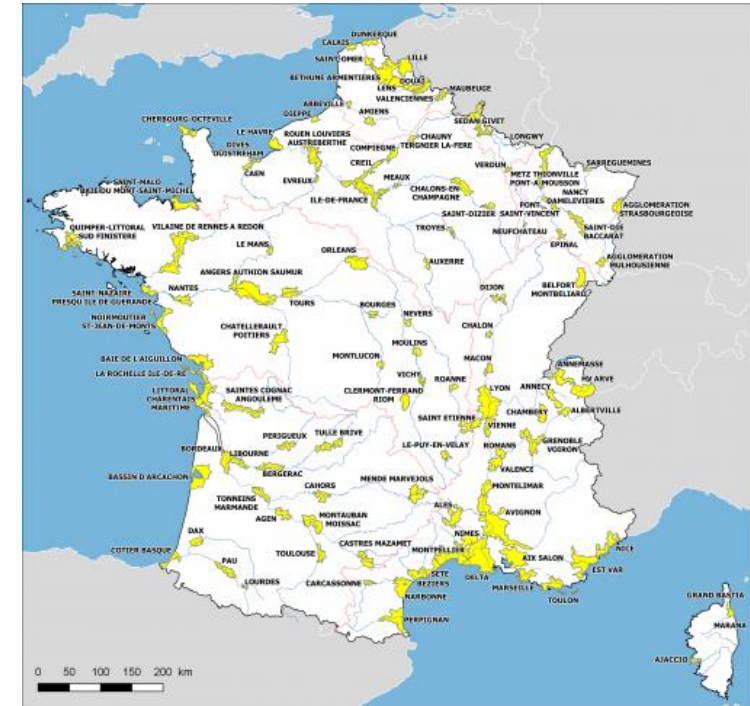 DUNKERQUE
CALAIS
SAINT-OMER
LILLE
BETHUNE ARMENTIERES
DOUAI
LENS
MAUBEUGE
VALENCIENNES
ABBEVILLE
AMIENS
DIEPPE
SEDAN GIVET
CHERBOURG-OCTEVILLE
LE HAVRE
ROUEN LOUVIERS
AUSTREBERTHE
CHAUNY
TERGNIER LA-FERE
LONGWY
DIVES
OUISTREHAM
COMPIEGNE
CREIL
VERDUN
SARREGUEMINES
METZ THIONVILLE
PONT-A-MOUSSON
CAEN
EVREUX
MEAUX
CHALONS-EN-
CHAMPAGNE
NANCY
DAMELEVIERES
SAINT-MALO
BAIE DU MONT-SAINT-MICHEL
ILE-DE-FRANCE
SAINT-DIZIER
PONT-
SAINT-VINCENT
AGGLOMERATION
STRASBOURGEOISE
QUIMPER-LITTORAL
SUD FINISTERE
VILAINE DE RENNES A REDON
TROYES
NEUFCHATEAU
SAINT-DIE
BACCARAT
LE MANS
ORLEANS
EPINAL
AUXERRE
AGGLOMERATION
MULHOUSIENNE
ANGERS AUTHION SAUMUR
SAINT-NAZAIRE
PRESQU ILE DE GUERANDE
NANTES
TOURS
BOURGES
DIJON
BELFORT
MONTBELIARD
NOIRMOUTIER
ST-JEAN-DE-MONTS
NEVERS
CHATELLERAULT
POITIERS
CHALON
MOULINS
BAIE DE L'AIGUILLON
MONTLUCON
MACON
ANNEMASSE
LA ROCHELLE ILE-DE-RE
VICHY
ROANNE
HV ARVE
LITTORAL
CHARENTAIS
MARITIME
SAINTES COGNAC
ANGOULEME
CLERMONT-FERRAND
RIOM
LYON
ANNECY
ALBERTVILLE
SAINT ETIENNE
CHAMBERY
VIENNE
PERIGUEUX
TULLE BRIVE
LE-PUY-EN-VELAY
GRENOBLE
VOIRON
BORDEAUX
LIBOURNE
ROMANS
BERGERAC
VALENCE
BASSIN D'ARCACHON
CAHORS
MENDE MARVEJOLS
MONTELIMAR
TONNEINS
MARMANDE
AGEN
MONTAUBAN
MOISSAC
ALES
AVIGNON
DAX
NIMES
CASTRES MAZAMET
MONTPELLIER
NICE
COTIER BASQUE
PAU
TOULOUSE
AIX SALON
EST VAR
SETE
BEZIERS
DELTA
LOURDES
CARCASSONNE
MARSEILLE
NARBONNE
TOULON
GRAND BASTIA
PERPIGNAN
MARANA
AJACCIO
0 50 100 150 200 km